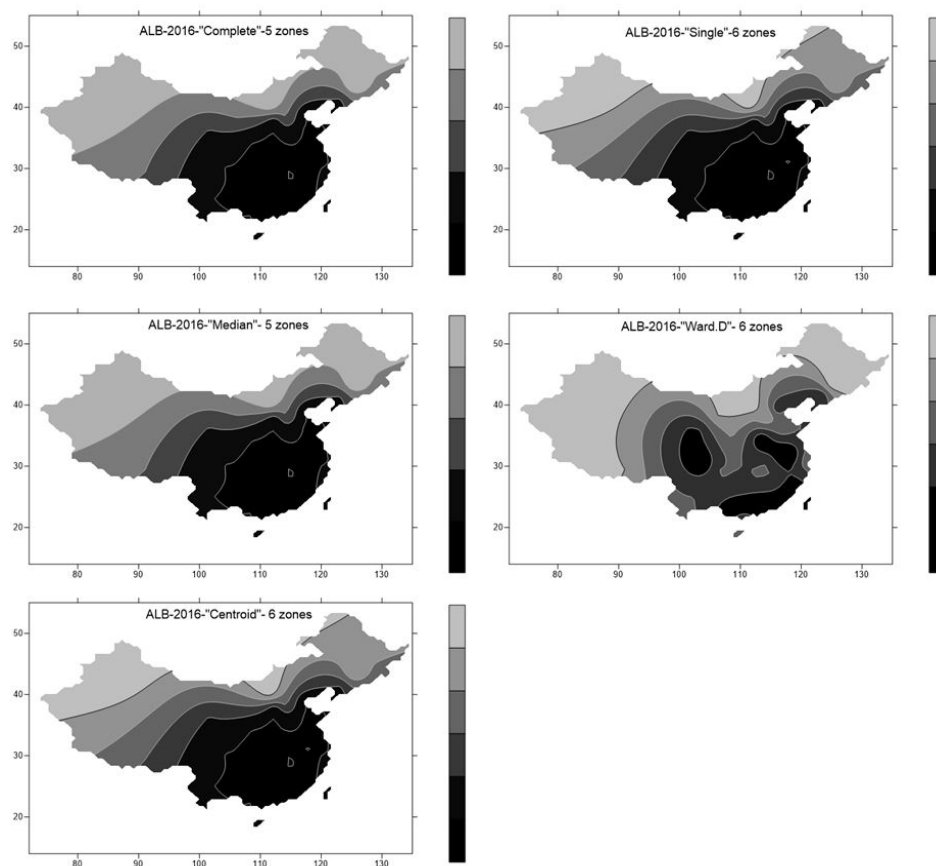 ALB-2016-"Complete"-5 zones
50
40
30
20
80 90 100 110 120 130
ALB-2016-"Single"-6 zones
50
40
30
20
80 90 100 110 120 130
ALB-2016-"Median"- 5 zones
50
40
30
20
80 90 100 110 120 130
ALB-2016-"Ward.D"- 6 zones
50
40
30
20
80 90 100 110 120 130
ALB-2016-"Centroid"- 6 zones
50
40
30
20
80 90 100 110 120 130